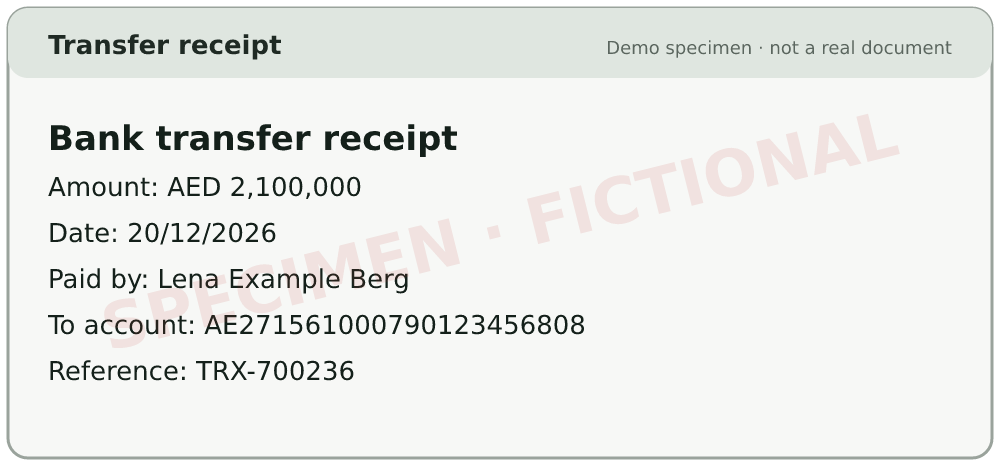 Transfer receipt
Demo specimen · not a real document
Bank transfer receipt
Amount: AED 2,100,000
Date: 20/12/2026
Paid by: Lena Example Berg
To account: AE271561000790123456808
Reference: TRX-700236
SPECIMEN · FICTIONAL